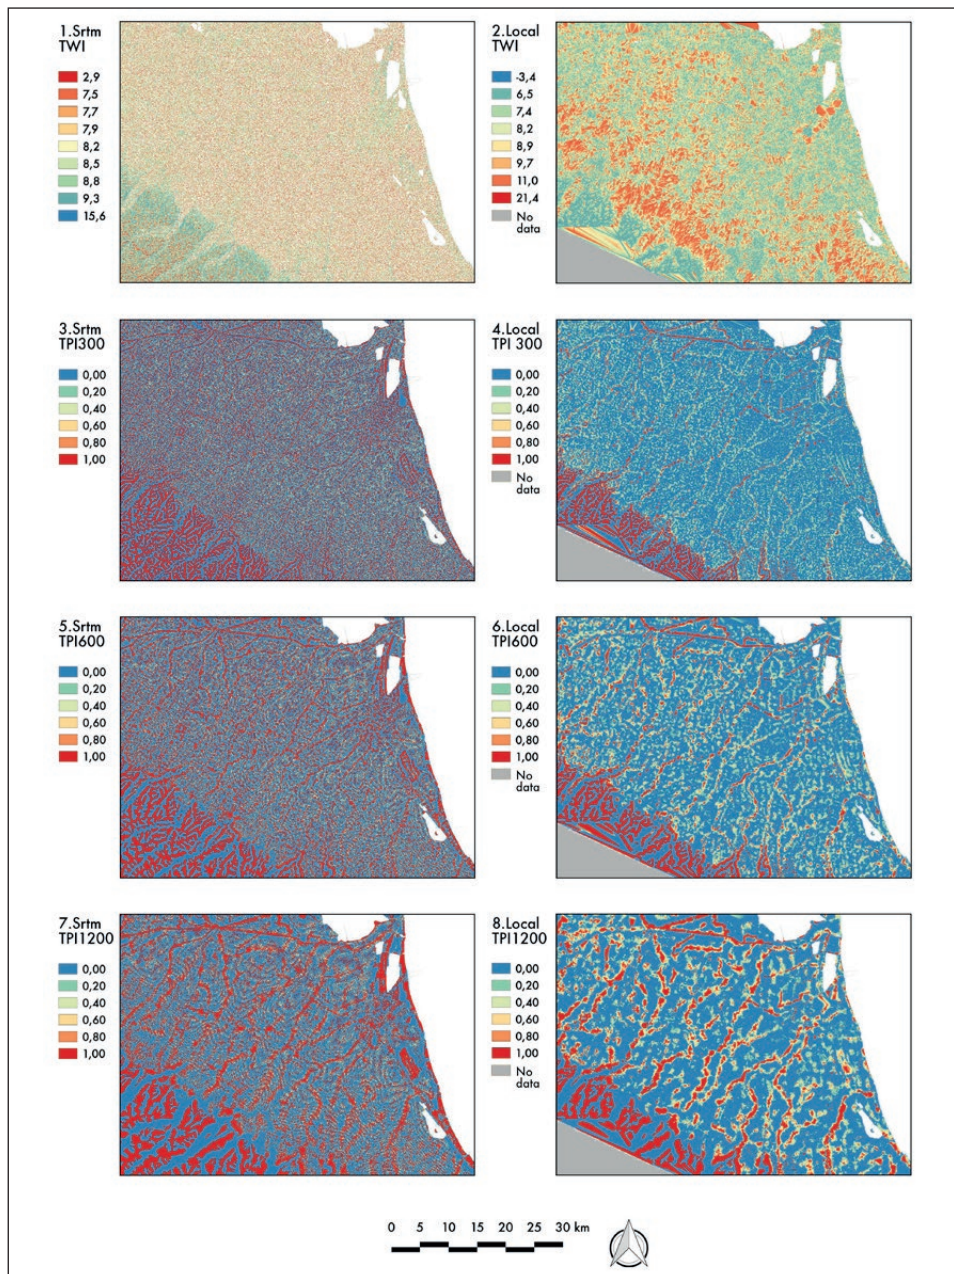 1.Srtm
TWI
2,9
7,5
7,7
7,9
8,2
8,5
8,8
9,3
15,6
2.Local
TWI
-3,4
6,5
7,4
8,2
8,9
9,7
11,0
21,4
No
data
3.Srtm
TPI300
0,00
0,20
0,40
0,60
0,80
1,00
4.Local
TPI 300
0,00
0,20
0,40
0,60
0,80
1,00
No
data
5.Srtm
TPI600
0,00
0,20
0,40
0,60
0,80
1,00
6.Local
TPI600
0,00
0,20
0,40
0,60
0,80
1,00
No
data
7.Srtm
TPI1200
0,00
0,20
0,40
0,60
0,80
1,00
8.Local
TPI1200
0,00
0,20
0,40
0,60
0,80
1,00
No
data
0 5 10 15 20 25 30 km